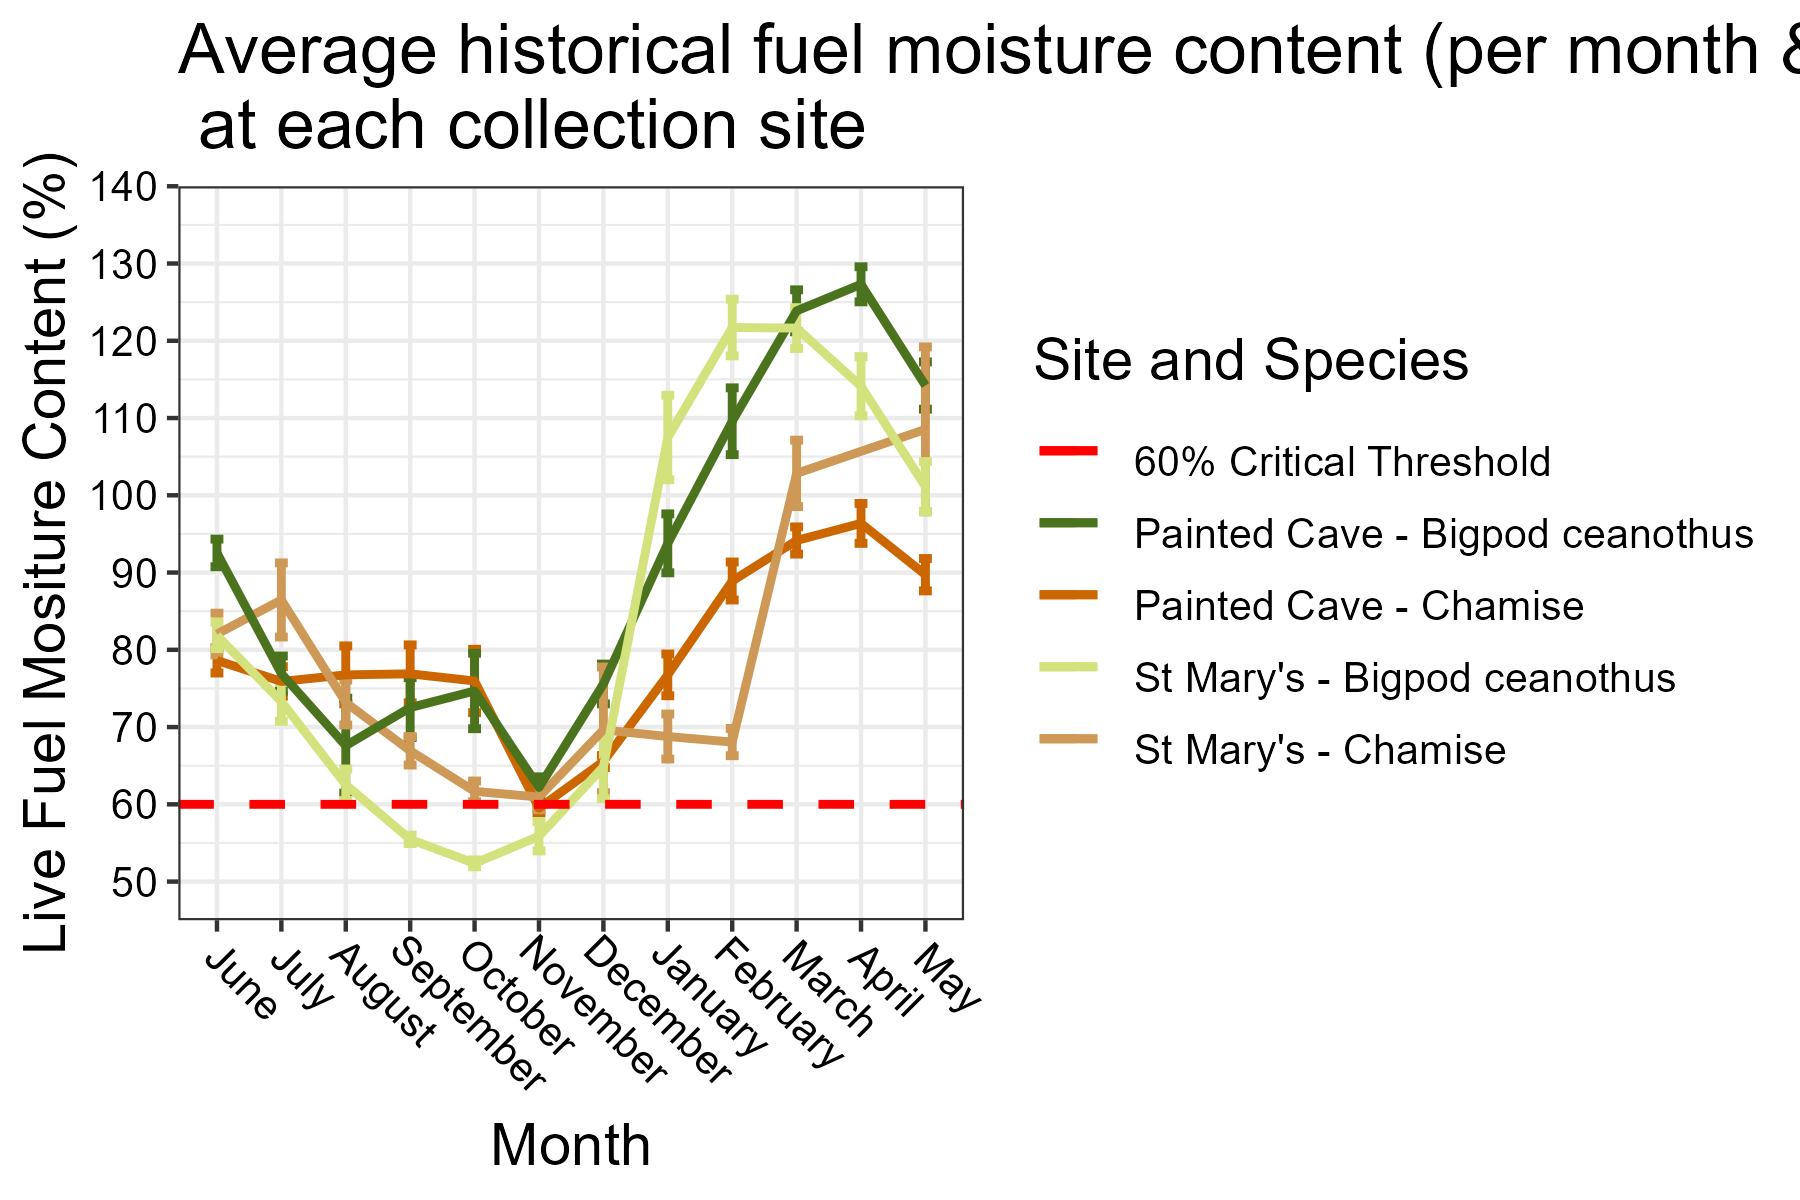 Average historical fuel moisture content (per month &
at each collection site
Live Fuel Mositure Content (%)
140
130
120
110
100
90
80
70
60
50
June
July
August
September
October
November
December
January
February
March
April
May
Month
Site and Species
60% Critical Threshold
Painted Cave - Bigpod ceanothus
Painted Cave - Chamise
St Mary's - Bigpod ceanothus
St Mary's - Chamise